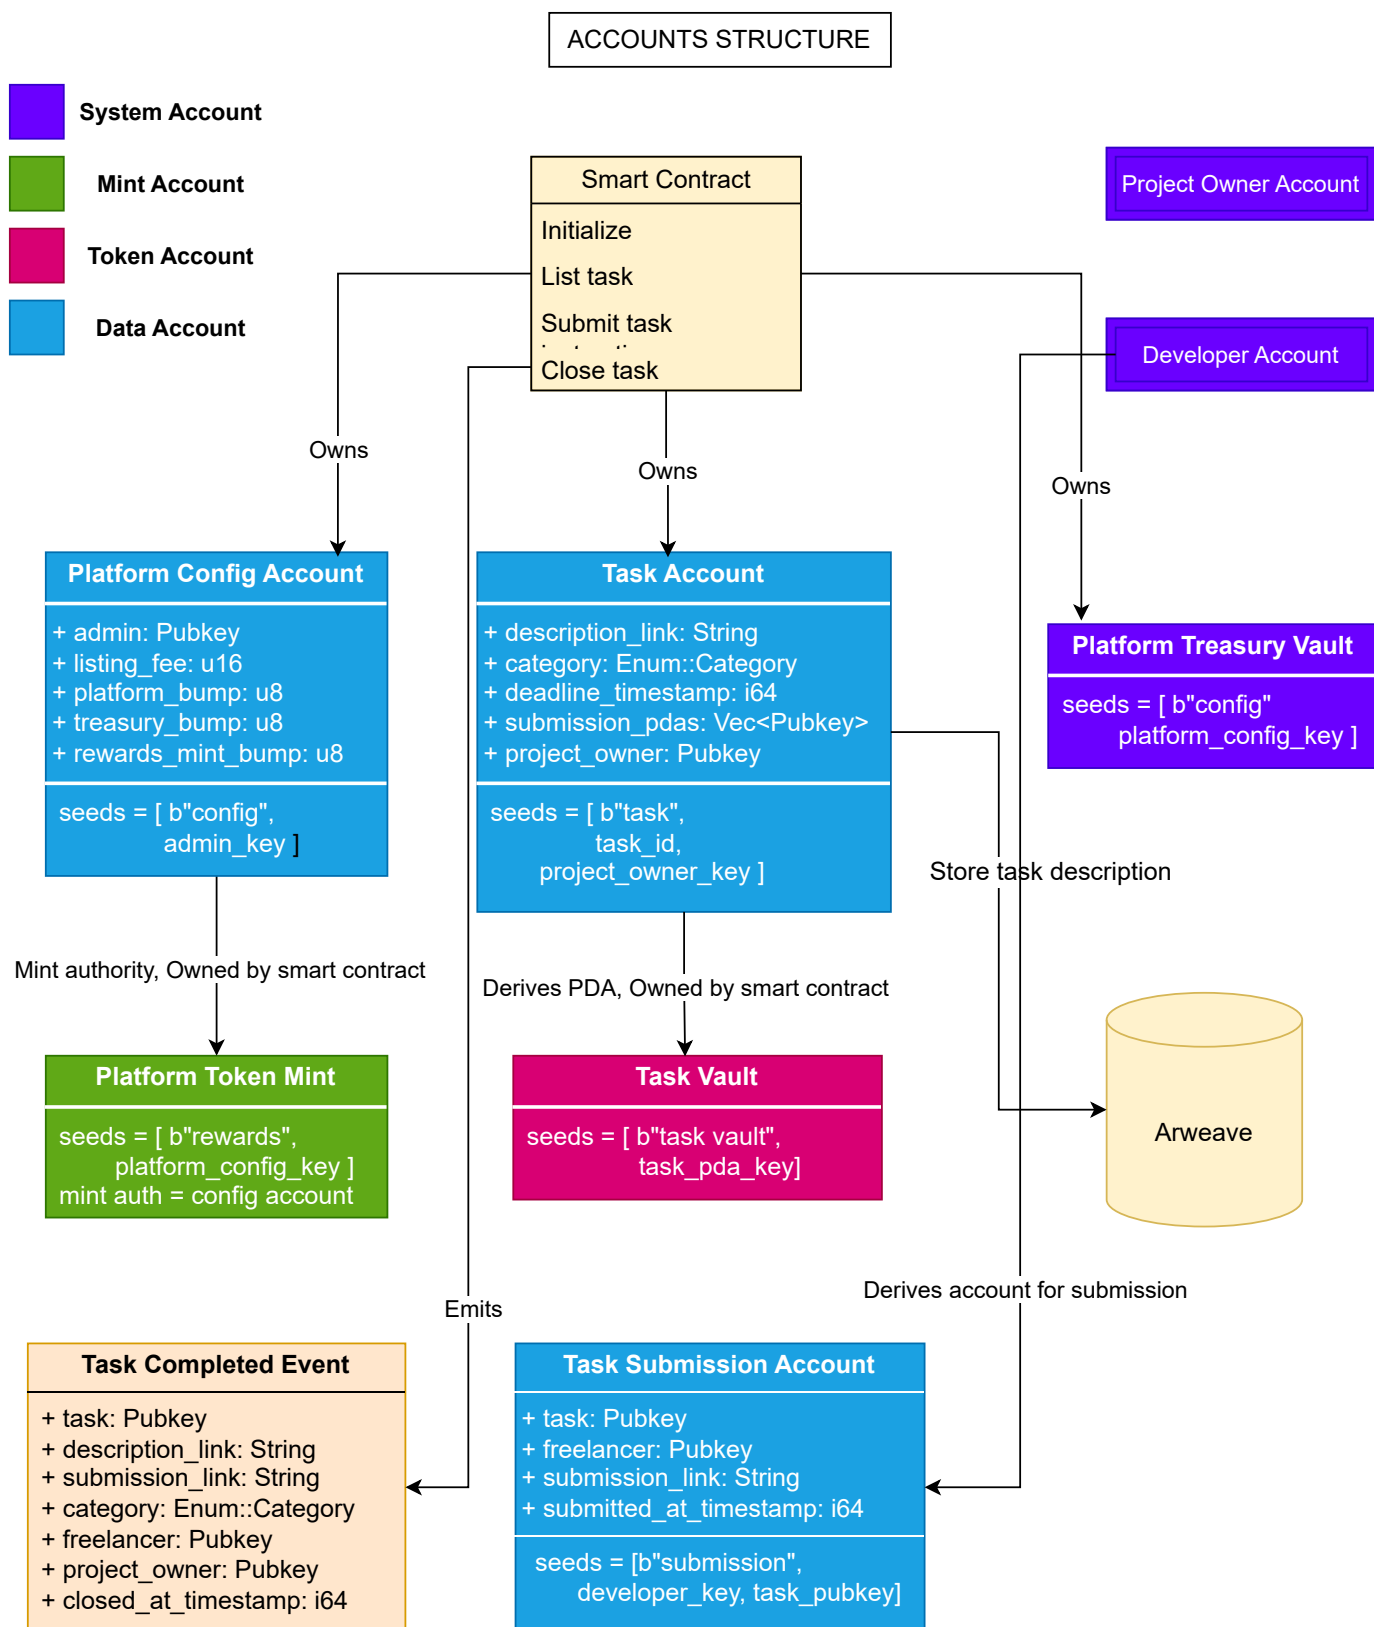 ACCOUNTS STRUCTURE
System Account
Mint Account
Token Account
Data Account
Smart Contract
Initialize
List task
Submit task
Close task
Project Owner Account
Developer Account
Owns
Owns
Owns
Platform Config Account
+ admin: Pubkey
+ listing_fee: u16
+ platform_bump: u8
+ treasury_bump: u8
+ rewards_mint_bump: u8
seeds = [ b"config",
admin_key ]
Task Account
+ description_link: String
+ category: Enum::Category
+ deadline_timestamp: i64
+ submission_pdas: Vec<Pubkey>
+ project_owner: Pubkey
seeds = [ b"task",
task_id,
project_owner_key ]
Platform Treasury Vault
seeds = [ b"config"
platform_config_key ]
Store task description
Mint authority, Owned by smart contract
Derives PDA, Owned by smart contract
Platform Token Mint
seeds = [ b"rewards",
platform_config_key ]
mint auth = config account
Task Vault
seeds = [ b"task vault",
task_pda_key]
Arweave
Derives account for submission
Emits
Task Completed Event
+ task: Pubkey
+ description_link: String
+ submission_link: String
+ category: Enum::Category
+ freelancer: Pubkey
+ project_owner: Pubkey
+ closed_at_timestamp: i64
Task Submission Account
+ task: Pubkey
+ freelancer: Pubkey
+ submission_link: String
+ submitted_at_timestamp: i64
seeds = [b"submission",
developer_key, task_pubkey]